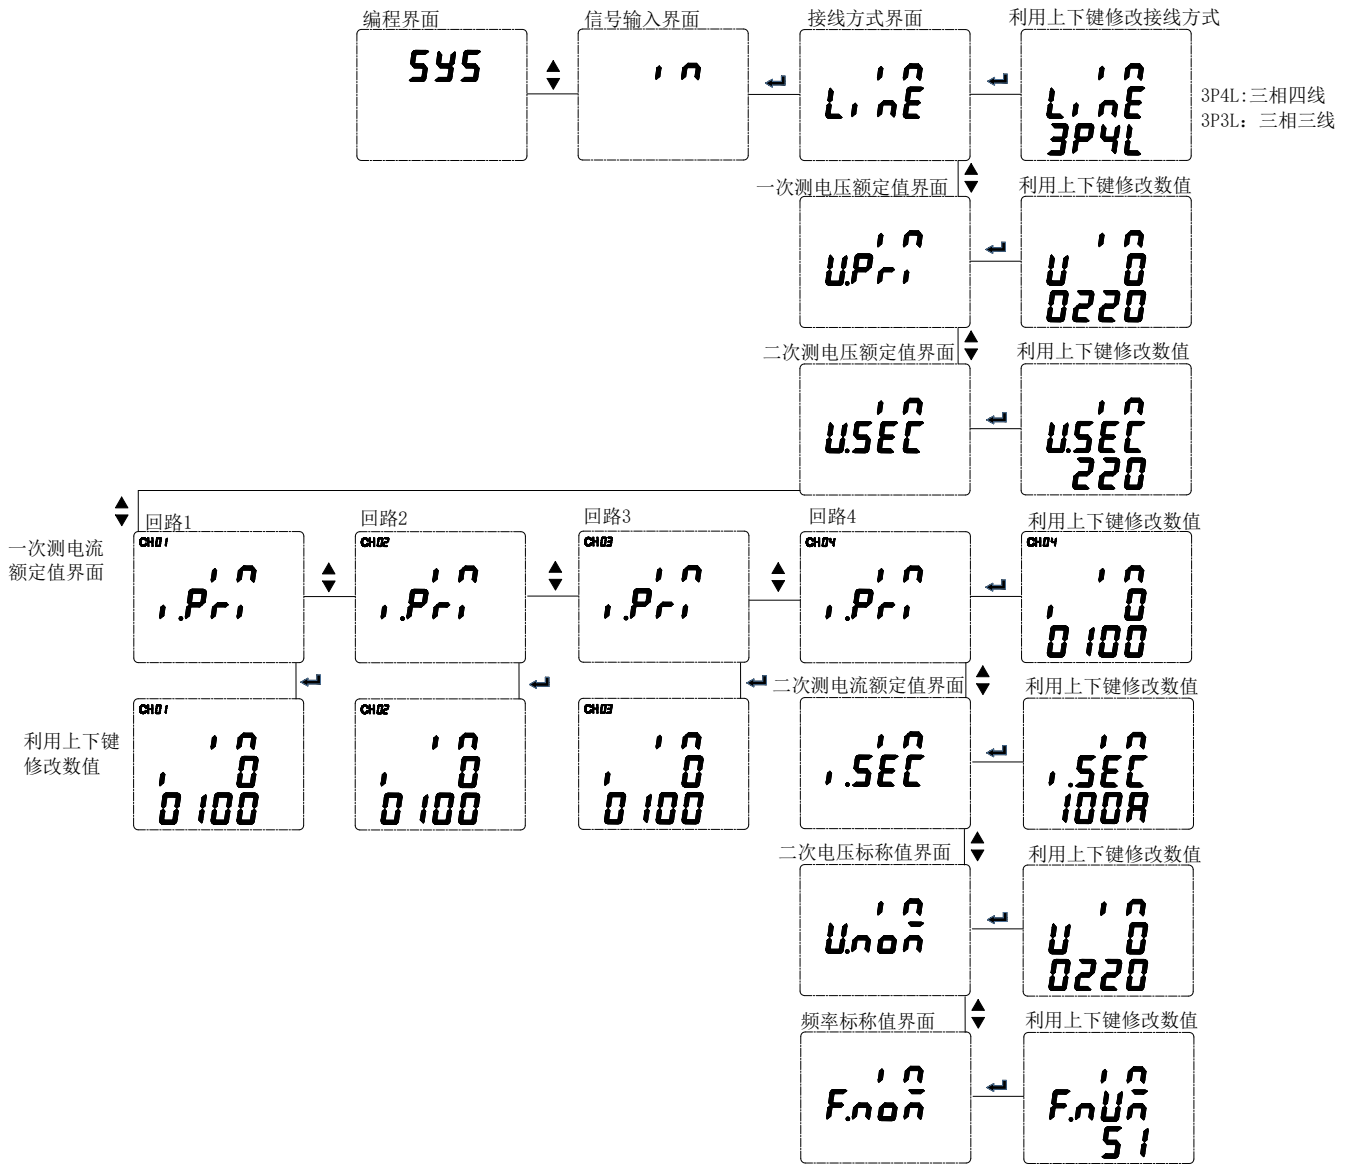 编程界面
信号输入界面
接线方式界面
利用上下键修改接线方式
SYS
in
in
LinE
in
LinE
3P4L
3P4L:三相四线
3P3L: 三相三线
一次测电压额定值界面
利用上下键修改数值
in
U.Pri
in
U 0
0220
二次测电压额定值界面
利用上下键修改数值
in
U.SEC
in
U.SEC
220
一次测电流
额定值界面
回路1
回路2
回路3
回路4
利用上下键修改数值
CH01
in
i.Pri
CH02
in
i.Pri
CH03
in
i.Pri
CH04
in
i.Pri
CH04
in
i 0
0100
利用上下键
修改数值
CH01
in
i 0
0100
CH02
in
i 0
0100
CH03
in
i 0
0100
二次测电流额定值界面
利用上下键修改数值
in
i.SEC
in
i.SEC
100A
二次电压标称值界面
利用上下键修改数值
in
U.nom
in
U 0
0220
频率标称值界面
利用上下键修改数值
in
F.nom
in
F.nUm
51